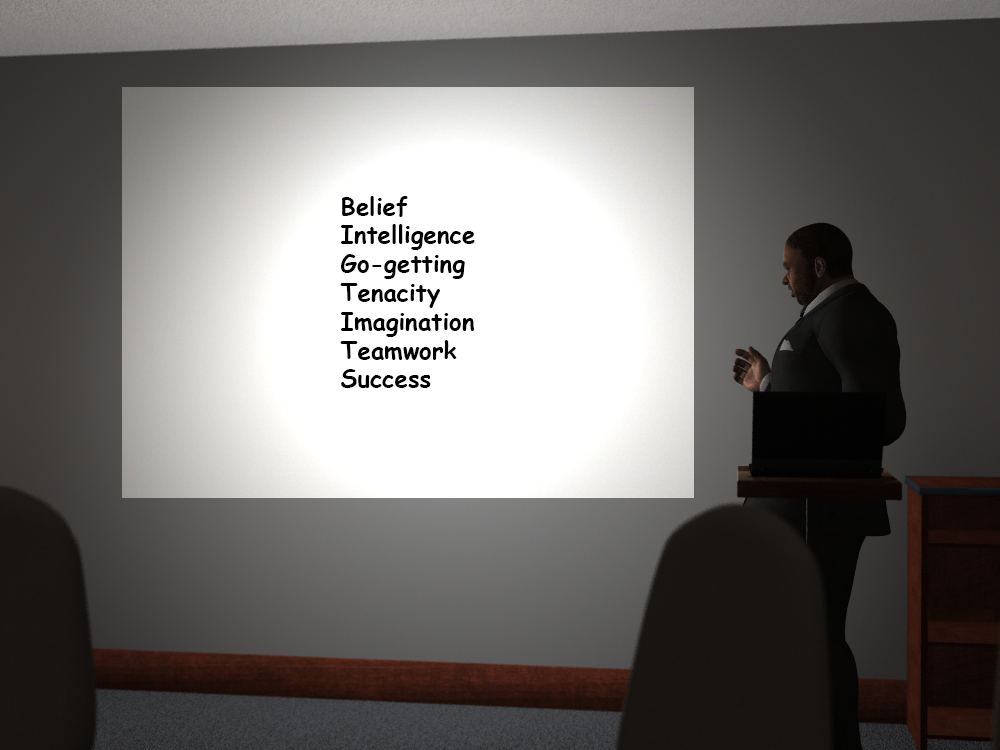 Belief
Intelligence
Go-getting
Tenacity
Imagination
Teamwork
Success